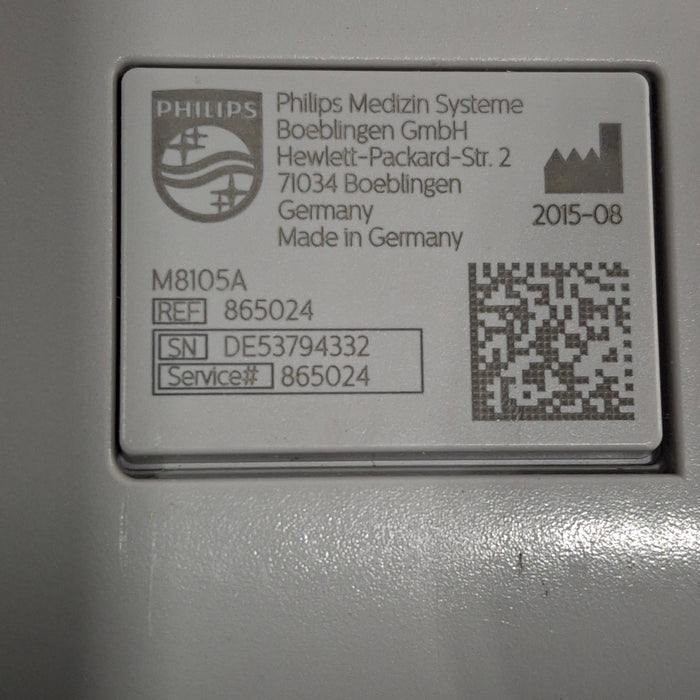 PHILIPS
Philips Medizin Systeme
Boeblingen GmbH
Hewlett-Packard-Str. 2
71034 Boeblingen
Germany
Made in Germany
2015-08
M8105A
REF 865024
SN DE53794332
Service# 865024